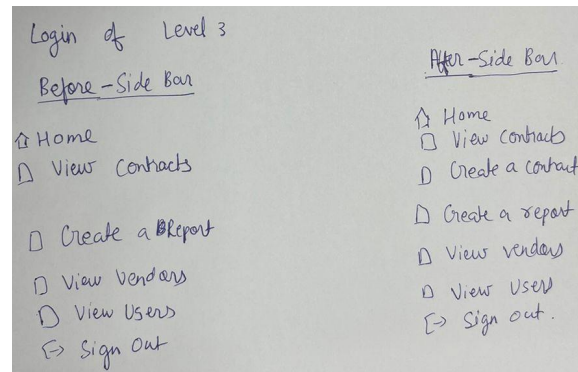 Login of Level 3
Before - Side Bar
Home
View Contracts
Create a Report
View Vendors
View Users
Sign Out
After - Side Bar
Home
View Contracts
Create a contract
Create a report
View vendors
View Users
Sign out.